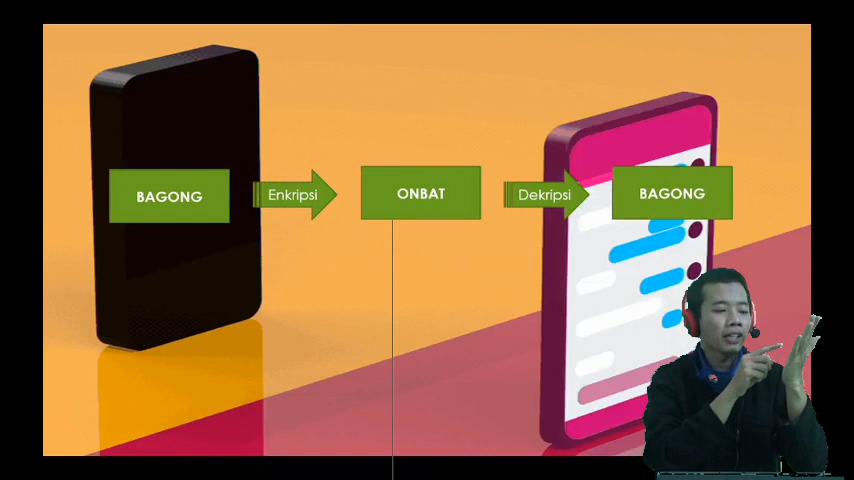 BAGONG
Enkripsi
ONBAT
Dekripsi
BAGONG